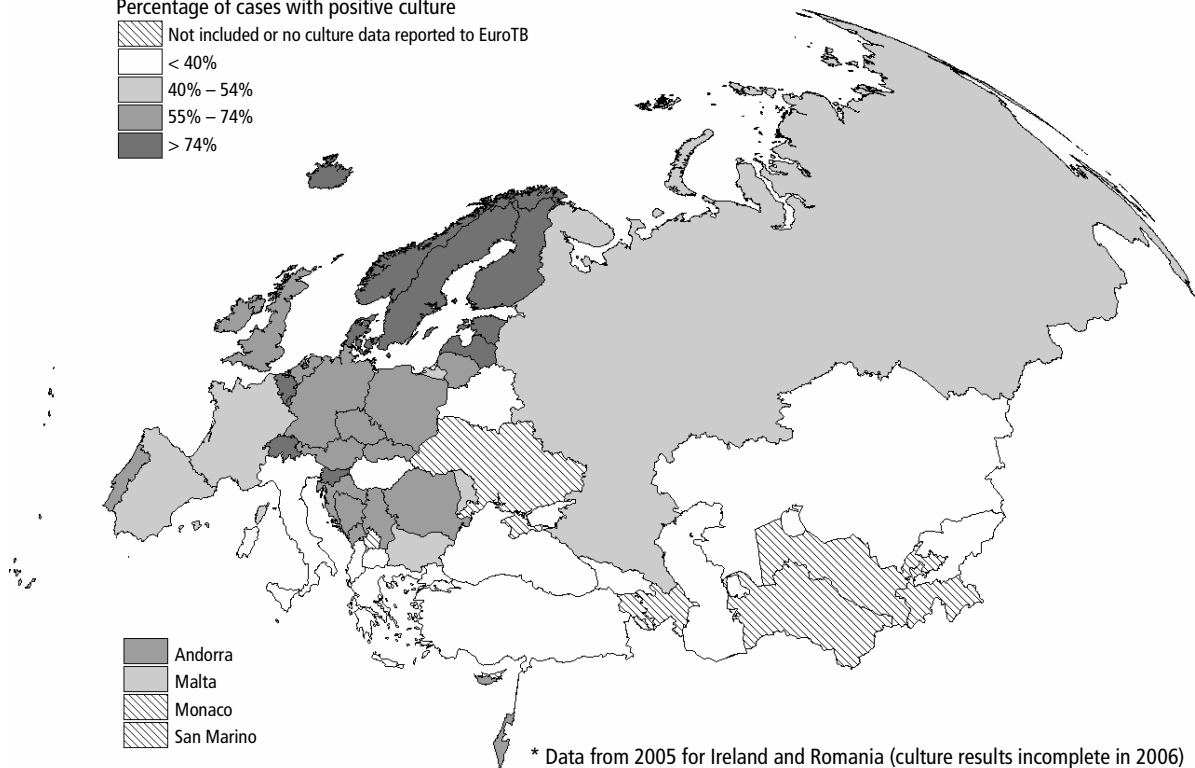 Percentage of cases with positive culture
Not included or no culture data reported to EuroTB
< 40%
40% – 54%
55% – 74%
> 74%
Andorra
Malta
Monaco
San Marino
* Data from 2005 for Ireland and Romania (culture results incomplete in 2006)